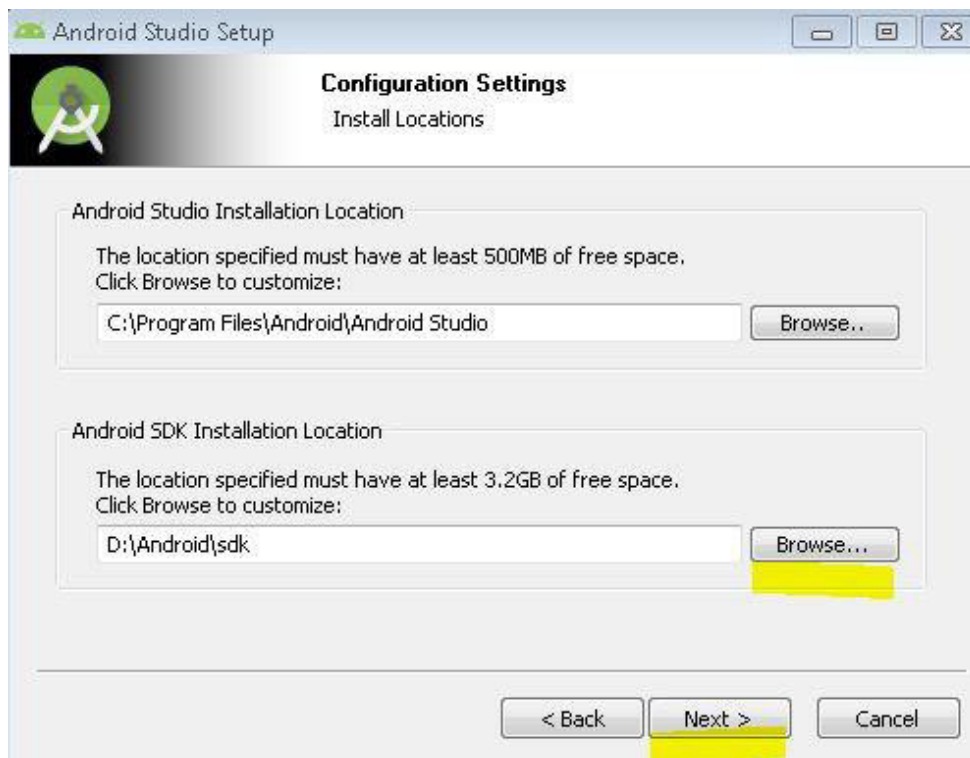 Android Studio Setup
Configuration Settings
Install Locations
Android Studio Installation Location
The location specified must have at least 500MB of free space.
Click Browse to customize:
C:\Program Files\Android\Android Studio
Browse..
Android SDK Installation Location
The location specified must have at least 3.2GB of free space.
Click Browse to customize:
D:\Android\sdk
Browse...
< Back
Next >
Cancel